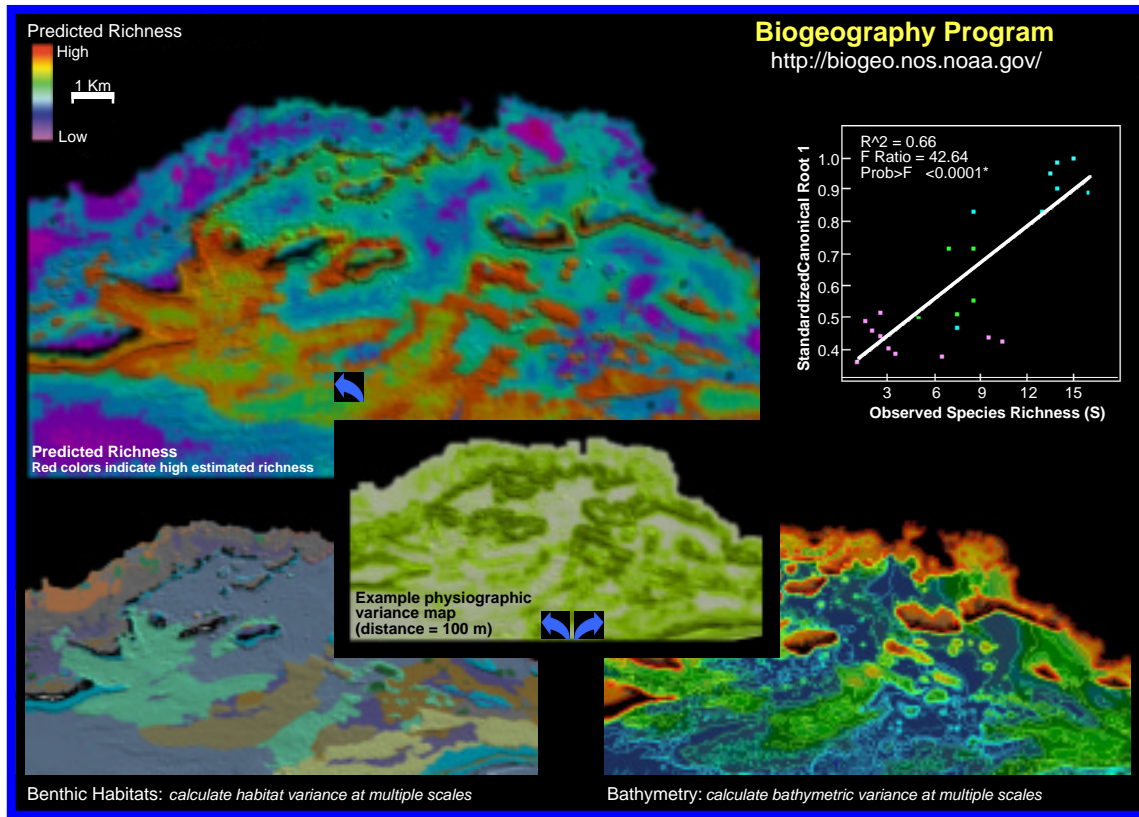 Predicted Richness
High
1 Km
Low
Biogeography Program
http://biogeo.nos.noaa.gov/
R^2 = 0.66
F Ratio = 42.64
Prob>F <0.0001*
StandardizedCanonical Root 1
1.0
0.9
0.8
0.7
0.6
0.5
0.4
3 6 9 12 15
Observed Species Richness (S)
Predicted Richness
Red colors indicate high estimated richness
Example physiographic
variance map
(distance = 100 m)
Benthic Habitats: calculate habitat variance at multiple scales
Bathymetry: calculate bathymetric variance at multiple scales